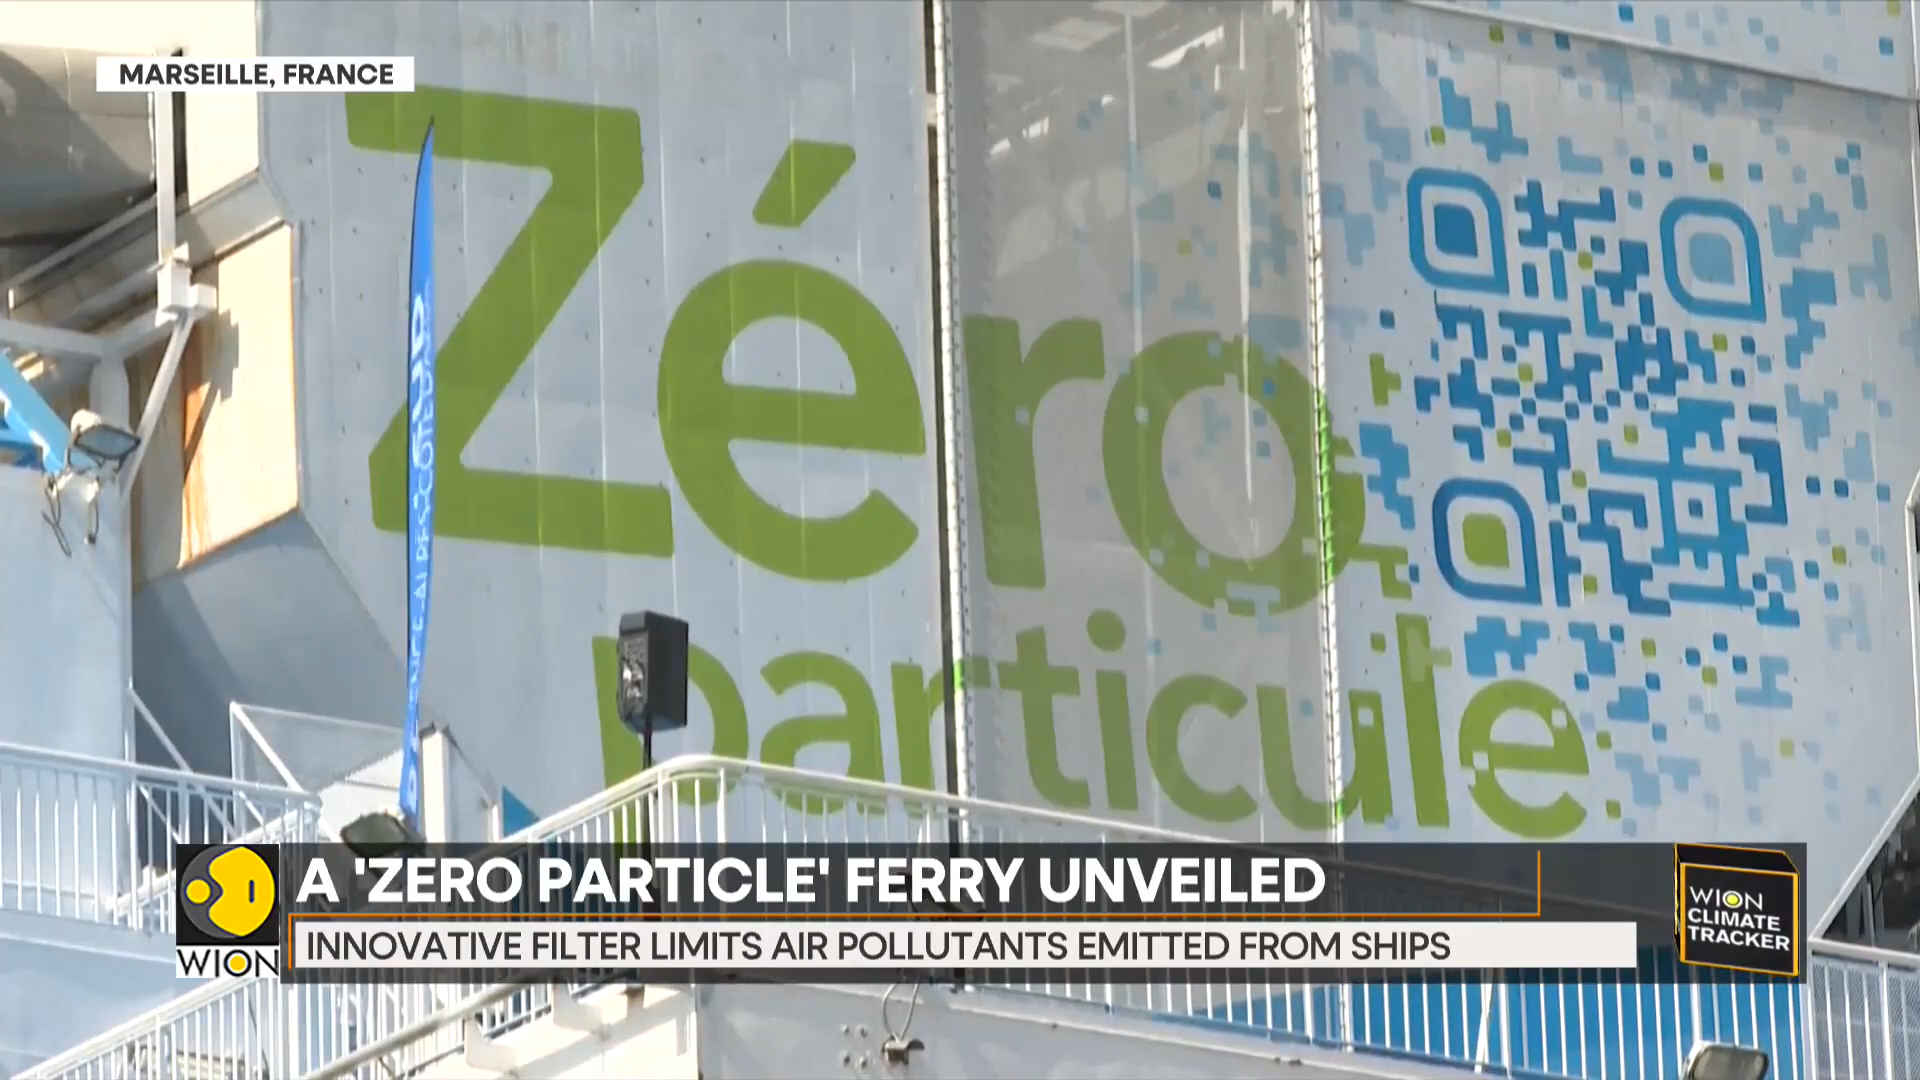 MARSEILLE, FRANCE
Zéro
particule
A 'ZERO PARTICLE' FERRY UNVEILED
INNOVATIVE FILTER LIMITS AIR POLLUTANTS EMITTED FROM SHIPS
WION
WION
CLIMATE
TRACKER